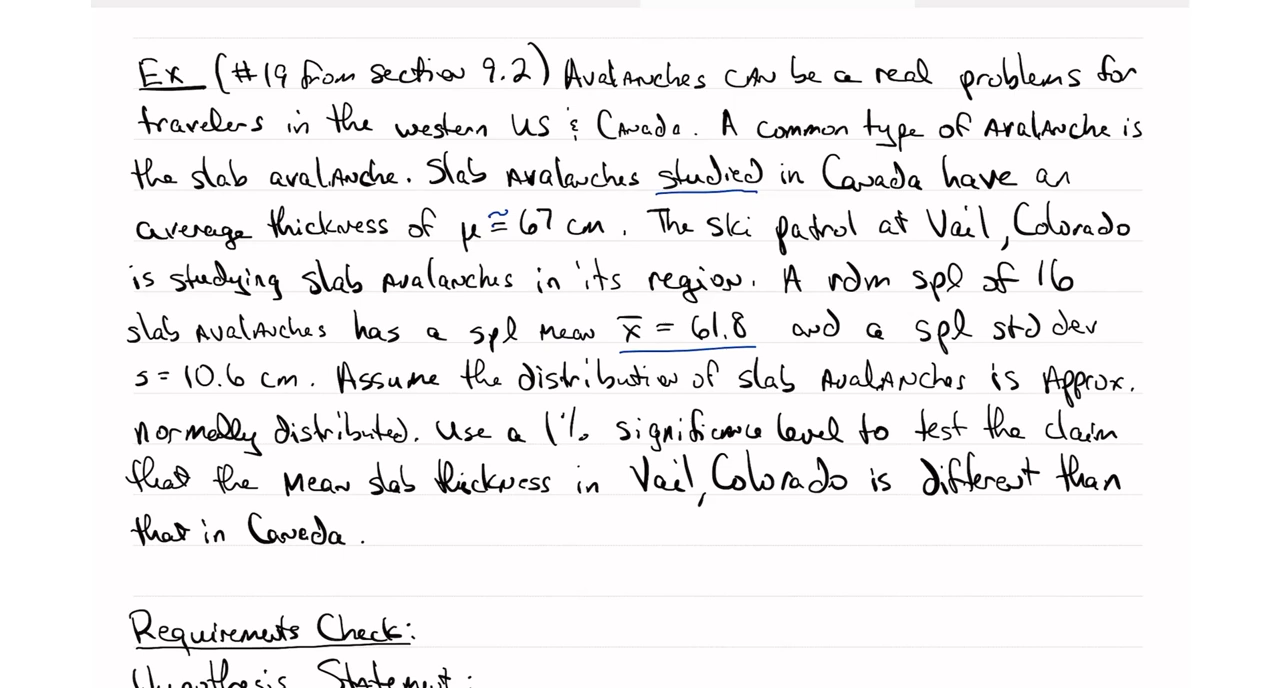 Ex (#19 from section 9.2) Avalanches can be a real problems for
travelers in the western US & Canada. A common type of avalanche is
the slab avalanche. Slab avalanches studied in Canada have an
average thickness of μ ≅ 67 cm. The ski patrol at Vail, Colorado
is studying slab avalanches in its region. A rdm spl of 16
slab avalanches has a spl mean x̄ = 61.8 and a spl std dev
s = 10.6 cm. Assume the distribution of slab avalanches is approx.
normally distributed. Use a 1% significance level to test the claim
that the mean slab thickness in Vail, Colorado is different than
that in Canada.
Requirements Check:
Hypothesis Statement: